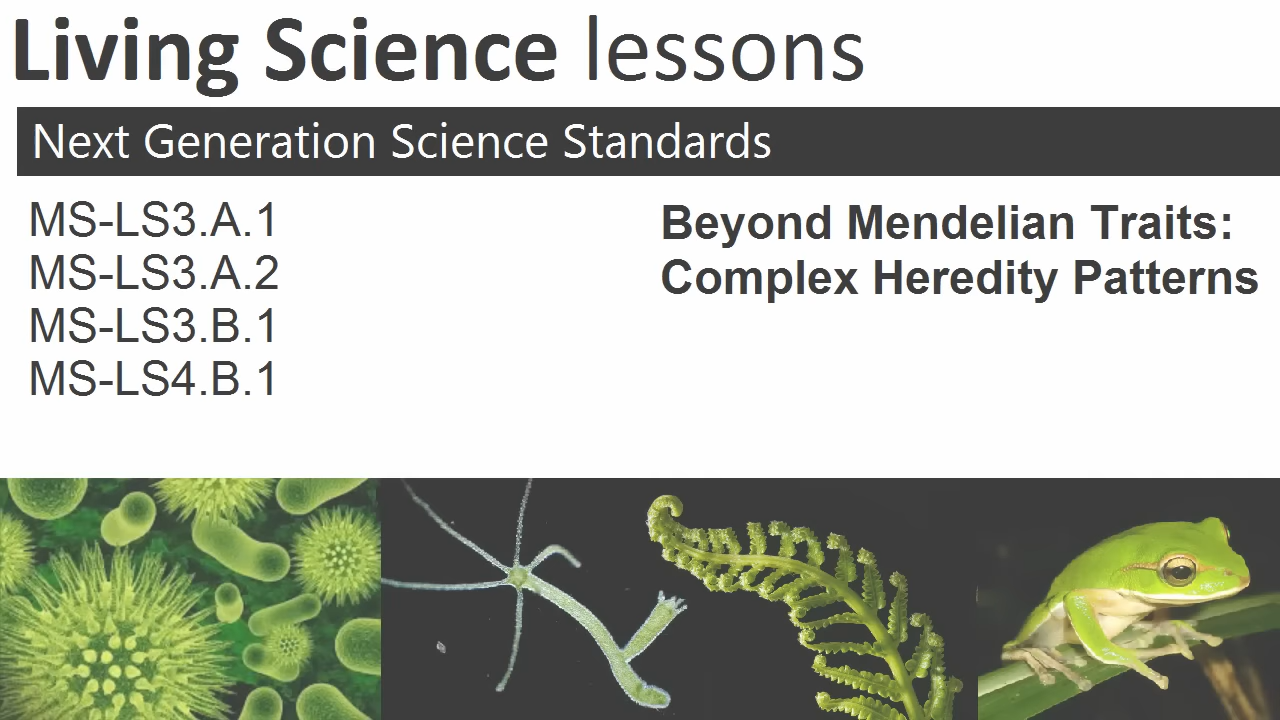 Living Science lessons
Next Generation Science Standards
MS-LS3.A.1
MS-LS3.A.2
MS-LS3.B.1
MS-LS4.B.1
Beyond Mendelian Traits:
Complex Heredity Patterns